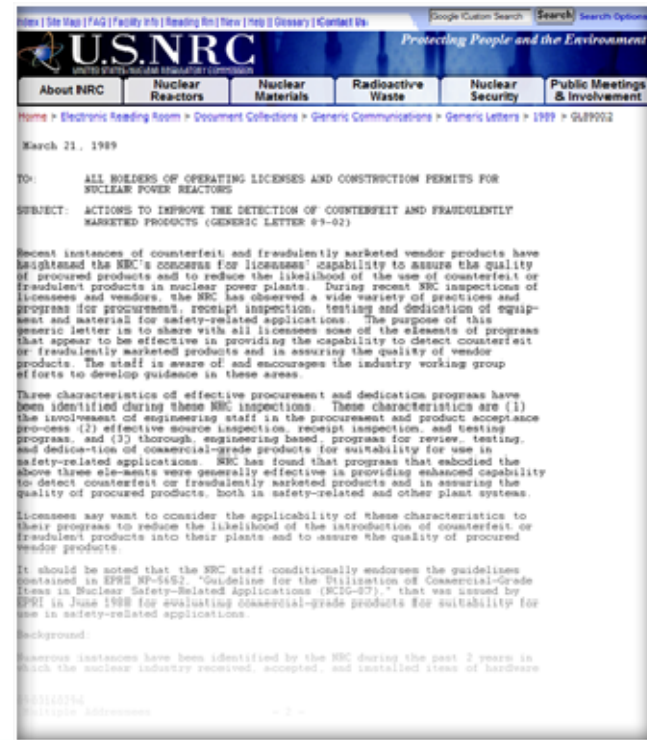 Index | Site Map | FAQ | Facility Info | Reading Rm | New | Help | Glossary | Contact Us
Google Custom Search Search Search Options
U.S.NRC
UNITED STATES NUCLEAR REGULATORY COMMISSION
Protecting People and the Environment
About NRC
Nuclear Reactors
Nuclear Materials
Radioactive Waste
Nuclear Security
Public Meetings & Involvement
Home > Electronic Reading Room > Document Collections > Generic Communications > Generic Letters > 1989 > GL89002
March 21, 1989
TO: ALL HOLDERS OF OPERATING LICENSES AND CONSTRUCTION PERMITS FOR
NUCLEAR POWER REACTORS
SUBJECT: ACTIONS TO IMPROVE THE DETECTION OF COUNTERFEIT AND FRAUDULENTLY
MARKETED PRODUCTS (GENERIC LETTER 89-02)
Recent instances of counterfeit and fraudulently marketed vendor products have
heightened the NRC's concerns for licensees' capability to assure the quality
of procured products and to reduce the likelihood of the use of counterfeit or
fraudulent products in nuclear power plants. During recent NRC inspections of
licensees and vendors, the NRC has observed a wide variety of practices and
programs for procurement, receipt inspection, testing and dedication of equip-
ment and material for safety-related applications. The purpose of this
generic letter is to share with all licensees some of the elements of programs
that appear to be effective in providing the capability to detect counterfeit
or fraudulently marketed products and in assuring the quality of vendor
products. The staff is aware of and encourages the industry working group
efforts to develop guidance in these areas.
Three characteristics of effective procurement and dedication programs have
been identified during these NRC inspections. These characteristics are (1)
the involvement of engineering staff in the procurement and product acceptance
pro-cess (2) effective source inspection, receipt inspection, and testing
programs, and (3) thorough, engineering based, programs for review, testing,
and dedica-tion of commercial-grade products for suitability for use in
safety-related applications. NRC has found that programs that embodied the
above three ele-ments were generally effective in providing enhanced capability
to detect counterfeit or fraudulently marketed products and in assuring the
quality of procured products, both in safety-related and other plant systems.
Licensees may want to consider the applicability of these characteristics to
their programs to reduce the likelihood of the introduction of counterfeit or
fraudulent products into their plants and to assure the quality of procured
vendor products.
It should be noted that the NRC staff conditionally endorses the guidelines
contained in EPRI NP-5652, "Guideline for the Utilization of Commercial-Grade
Items in Nuclear Safety-Related Applications (NCIG-07)," that was issued by
EPRI in June 1988 for evaluating commercial-grade products for suitability for
use in safety-related applications.
Background:
Numerous instances have been identified by the NRC during the past 2 years in
which the nuclear industry received, accepted, and installed items of hardware
Multiple Addressees - 2 -